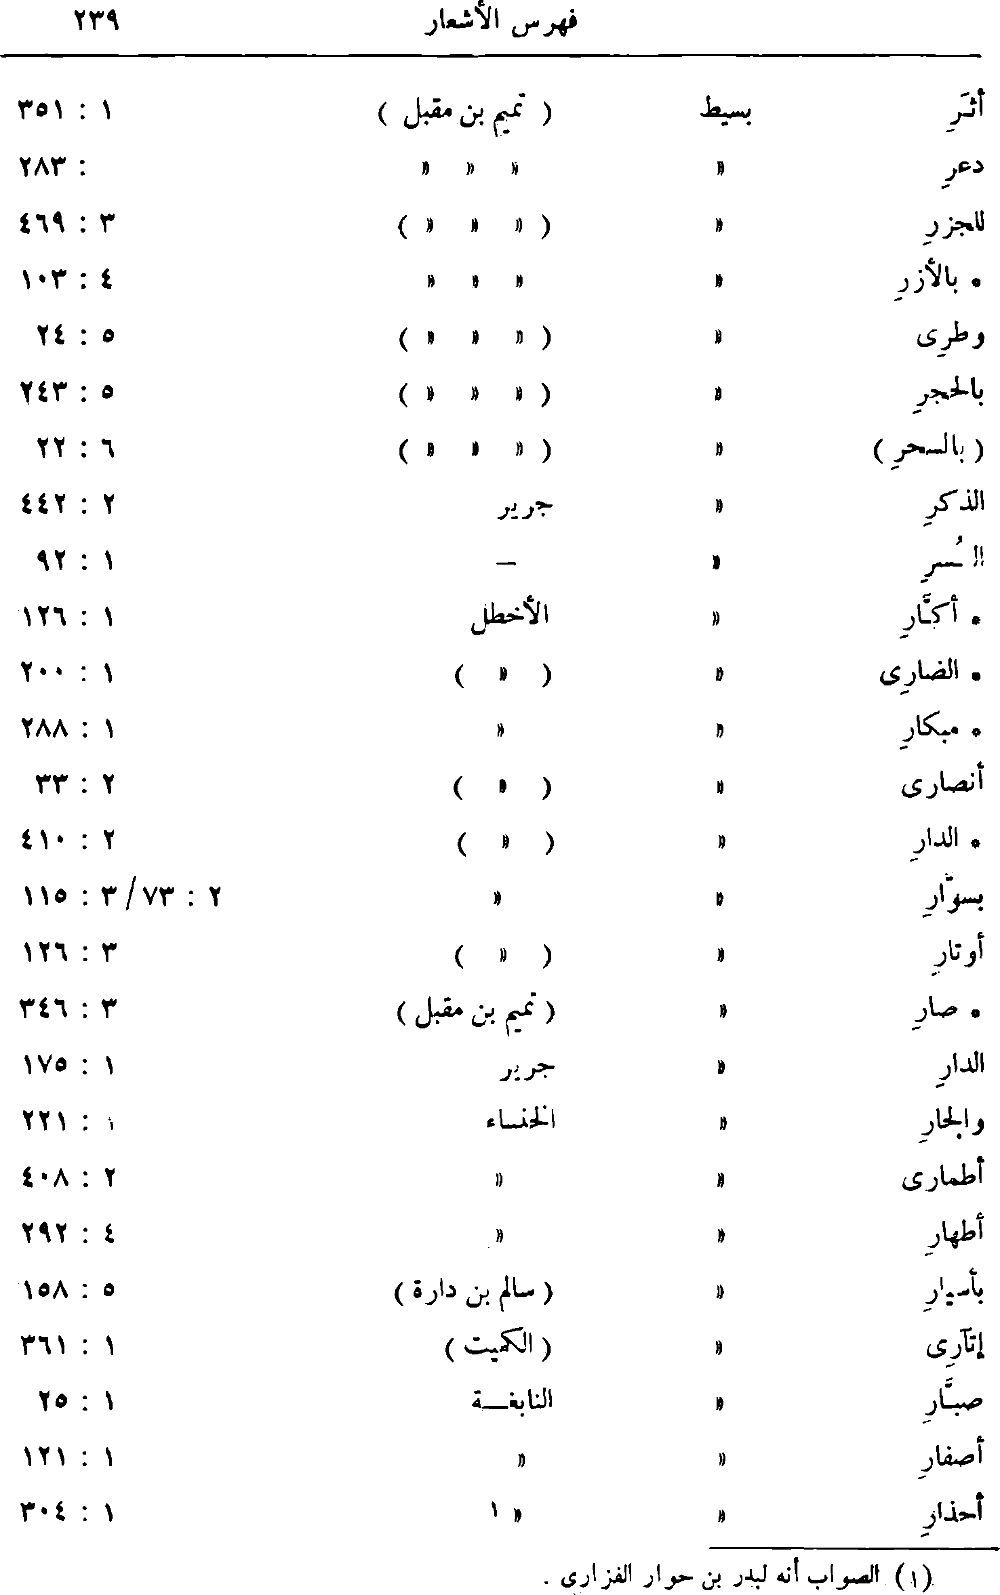 فهرس الأشعار ٢٣٩
أثَرِ بسيط ( تميم بن مقبل ) ١ : ٣٥١
دعرِ » » » » : ٢٨٣
للجزرِ » ( » » » ) ٣ : ٤٦٩
* بالأزرِ » » » » ٤ : ١٠٣
وطرِى » ( » » » ) ٥ : ٢٤
بالحجرِ » ( » » » ) ٥ : ٢٤٣
( بالسحرِ ) » ( » » » ) ٦ : ٢٢
الذكرِ » جرير ٢ : ٤٤٢
» — ١ : ٩٢
* أكبَّارِ » الأخطل ١ : ١٢٦
* الضارِى » ( » ) ١ : ٢٠٠
* مبكارِ » » ١ : ٢٨٨
أنصارى » ( » ) ٢ : ٣٣
* الدارِ » ( » ) ٢ : ٤١٠
بسوّارِ » » ٢ : ٧٣ / ٣ : ١١٥
أوتارِ » ( » ) ٣ : ١٢٦
* صارِ » ( تميم بن مقبل ) ٣ : ٣٤٦
الدارِ » جرير ١ : ١٧٥
والجارِ » الخنساء ١ : ٢٢١
أطمارى » » ٢ : ٤٠٨
أطهارِ » » ٤ : ٢٩٢
بأسيارِ » ( سالم بن دارة ) ٥ : ١٥٨
إتآرِى » ( الكميت ) ١ : ٣٦١
صبَّارِ » النابغـــة ١ : ٢٥
أصفارِ » » ١ : ١٢١
أحذارِ » » ١ ١ : ٣٠٤
(١) الصواب أنه لبدر بن حوار الفزارى .